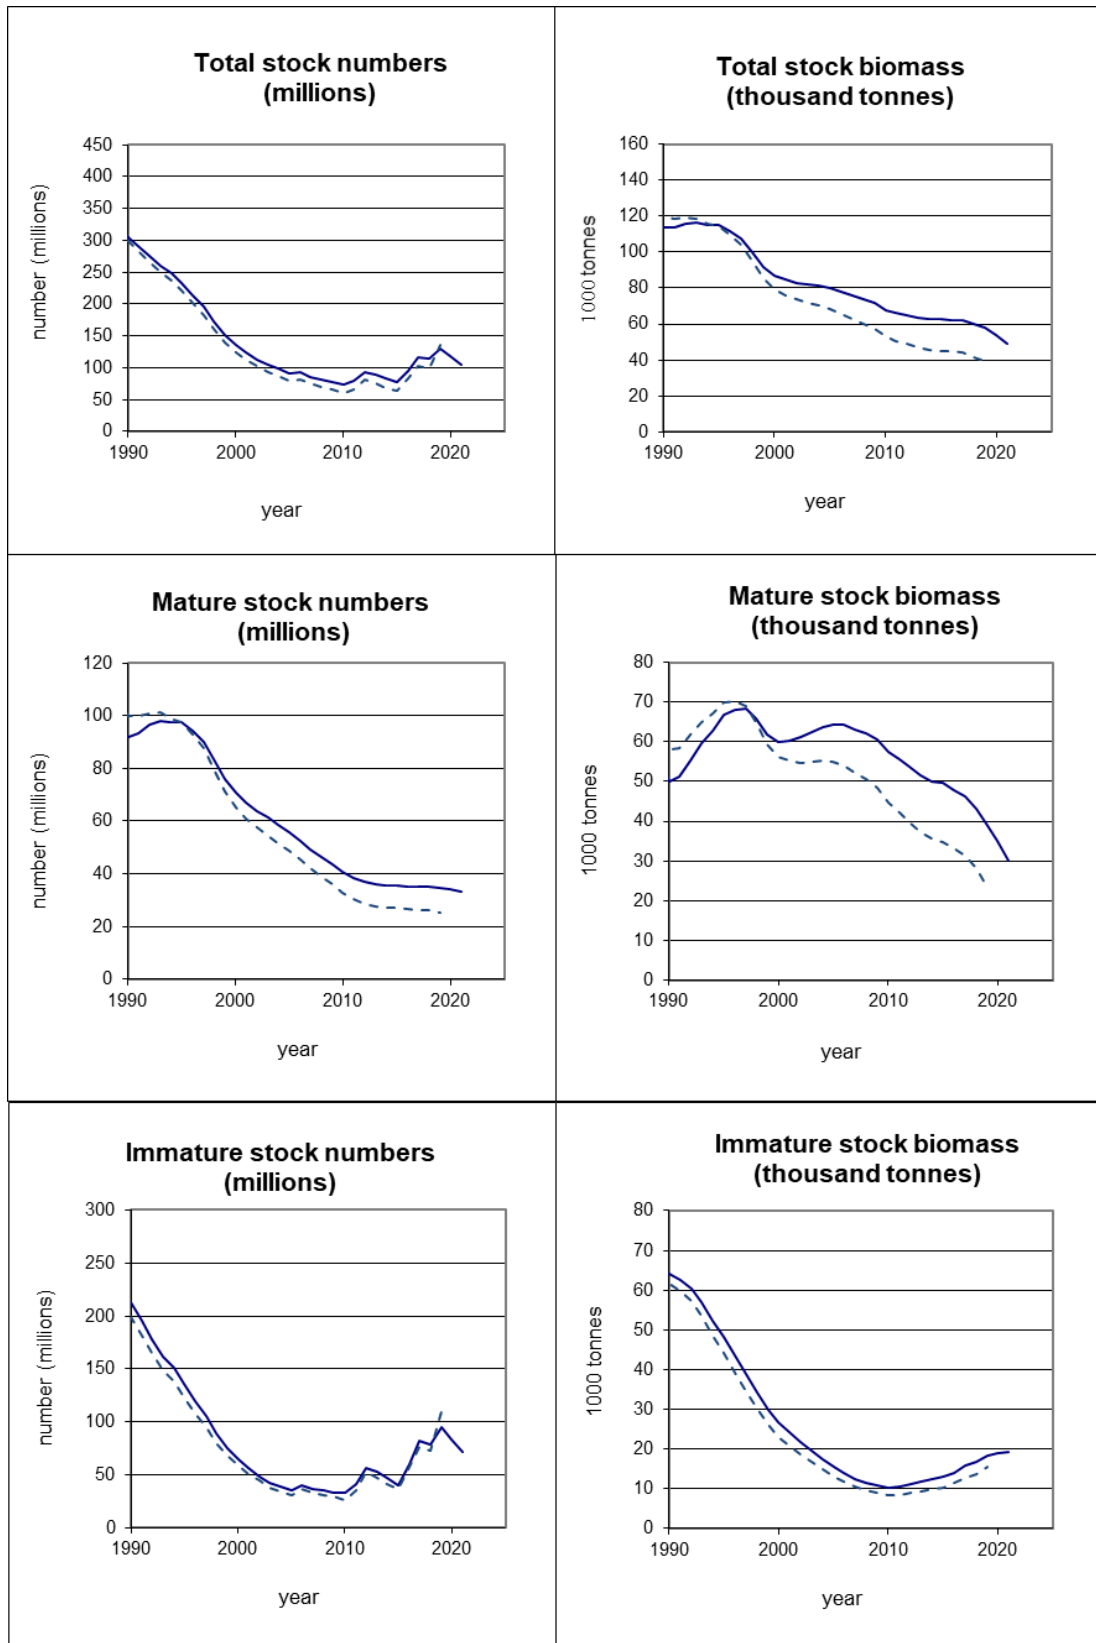 Total stock numbers
(millions)
number (millions)
450
400
350
300
250
200
150
100
50
0
1990 2000 2010 2020
year
Total stock biomass
(thousand tonnes)
1000 tonnes
160
140
120
100
80
60
40
20
0
1990 2000 2010 2020
year
Mature stock numbers
(millions)
number (millions)
120
100
80
60
40
20
0
1990 2000 2010 2020
year
Mature stock biomass
(thousand tonnes)
1000 tonnes
80
70
60
50
40
30
20
10
0
1990 2000 2010 2020
year
Immature stock numbers
(millions)
number (millions)
300
250
200
150
100
50
0
1990 2000 2010 2020
year
Immature stock biomass
(thousand tonnes)
1000 tonnes
80
70
60
50
40
30
20
10
0
1990 2000 2010 2020
year